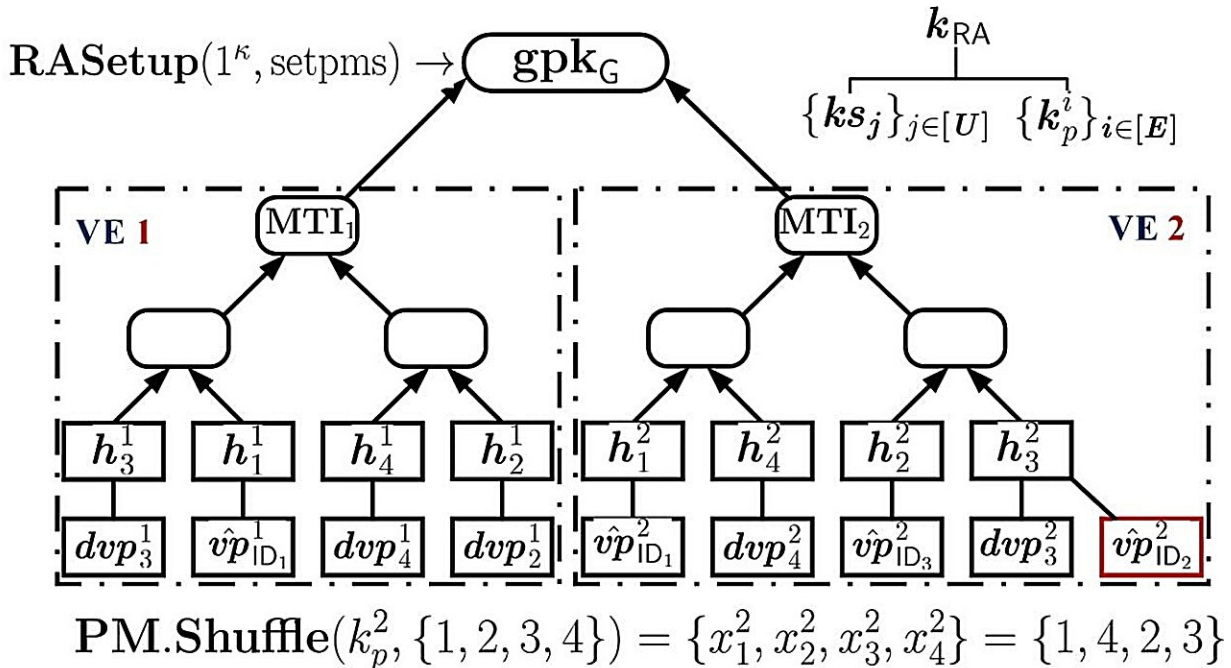 k_RA
RASetup(1^κ, setpms) → gpk_G
{ks_j}_{j∈[U]} {k_p^i}_{i∈[E]}
MTI_1 MTI_2
VE 1 VE 2
h_3^1 h_1^1 h_4^1 h_2^1 h_1^2 h_4^2 h_2^2 h_3^2
dvp_3^1 v̂p_{ID_1}^1 dvp_4^1 dvp_2^1 v̂p_{ID_1}^2 dvp_4^2 v̂p_{ID_3}^2 dvp_3^2 v̂p_{ID_2}^2
PM.Shuffle(k_p^2, {1, 2, 3, 4}) = {x_1^2, x_2^2, x_3^2, x_4^2} = {1, 4, 2, 3}